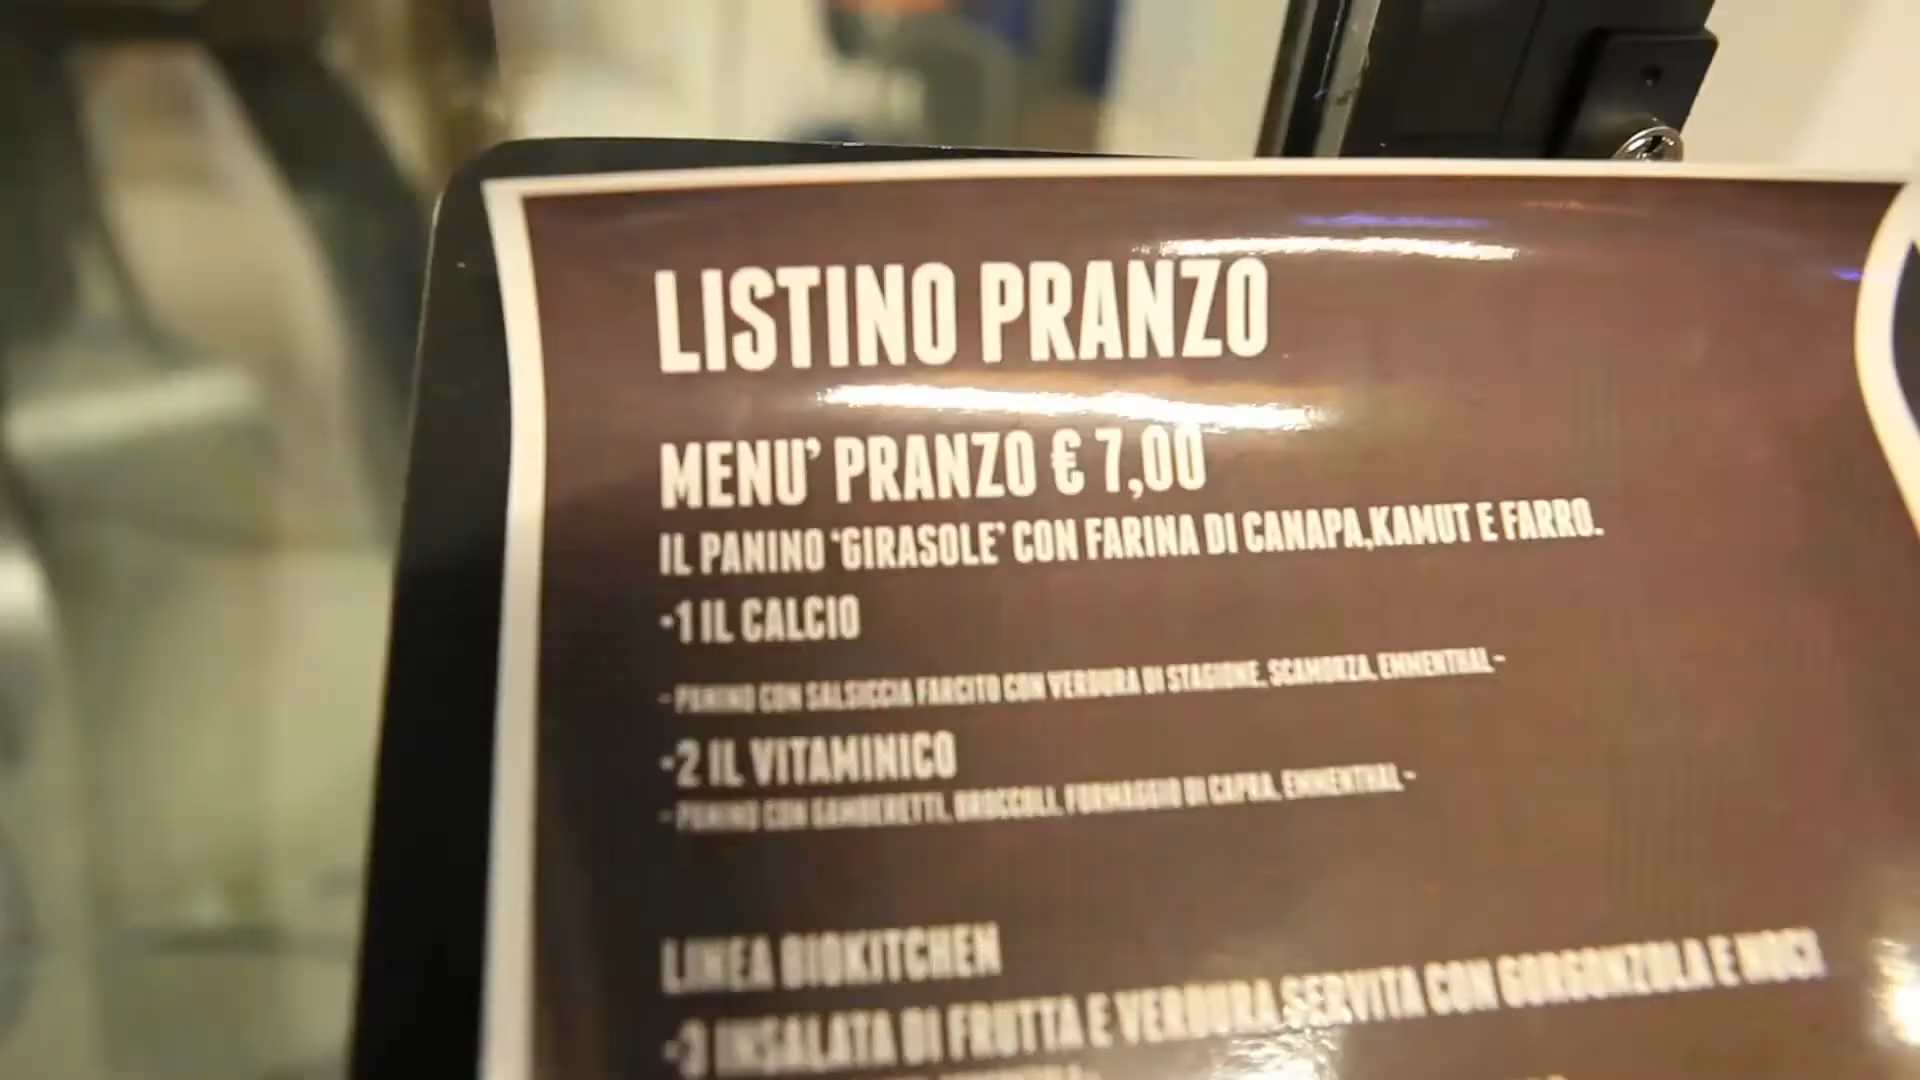 LISTINO PRANZO
MENU' PRANZO € 7,00
IL PANINO 'GIRASOLE' CON FARINA DI CANAPA,KAMUT E FARRO.
•1 IL CALCIO
- PANINO CON SALSICCIA FARCITO CON VERDURA DI STAGIONE, SCAMORZA, EMMENTHAL -
•2 IL VITAMINICO
- PANINO CON GAMBERETTI, BROCCOLI, FORMAGGIO DI CAPRA, EMMENTHAL -
LINEA BIOKITCHEN
•3 INSALATA DI FRUTTA E VERDURA SERVITA CON GORGONZOLA E NOCI